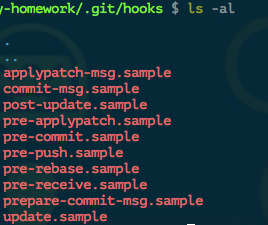 y-homework/.git/hooks $ ls -al
.
..
applypatch-msg.sample
commit-msg.sample
post-update.sample
pre-applypatch.sample
pre-commit.sample
pre-push.sample
pre-rebase.sample
pre-receive.sample
prepare-commit-msg.sample
update.sample